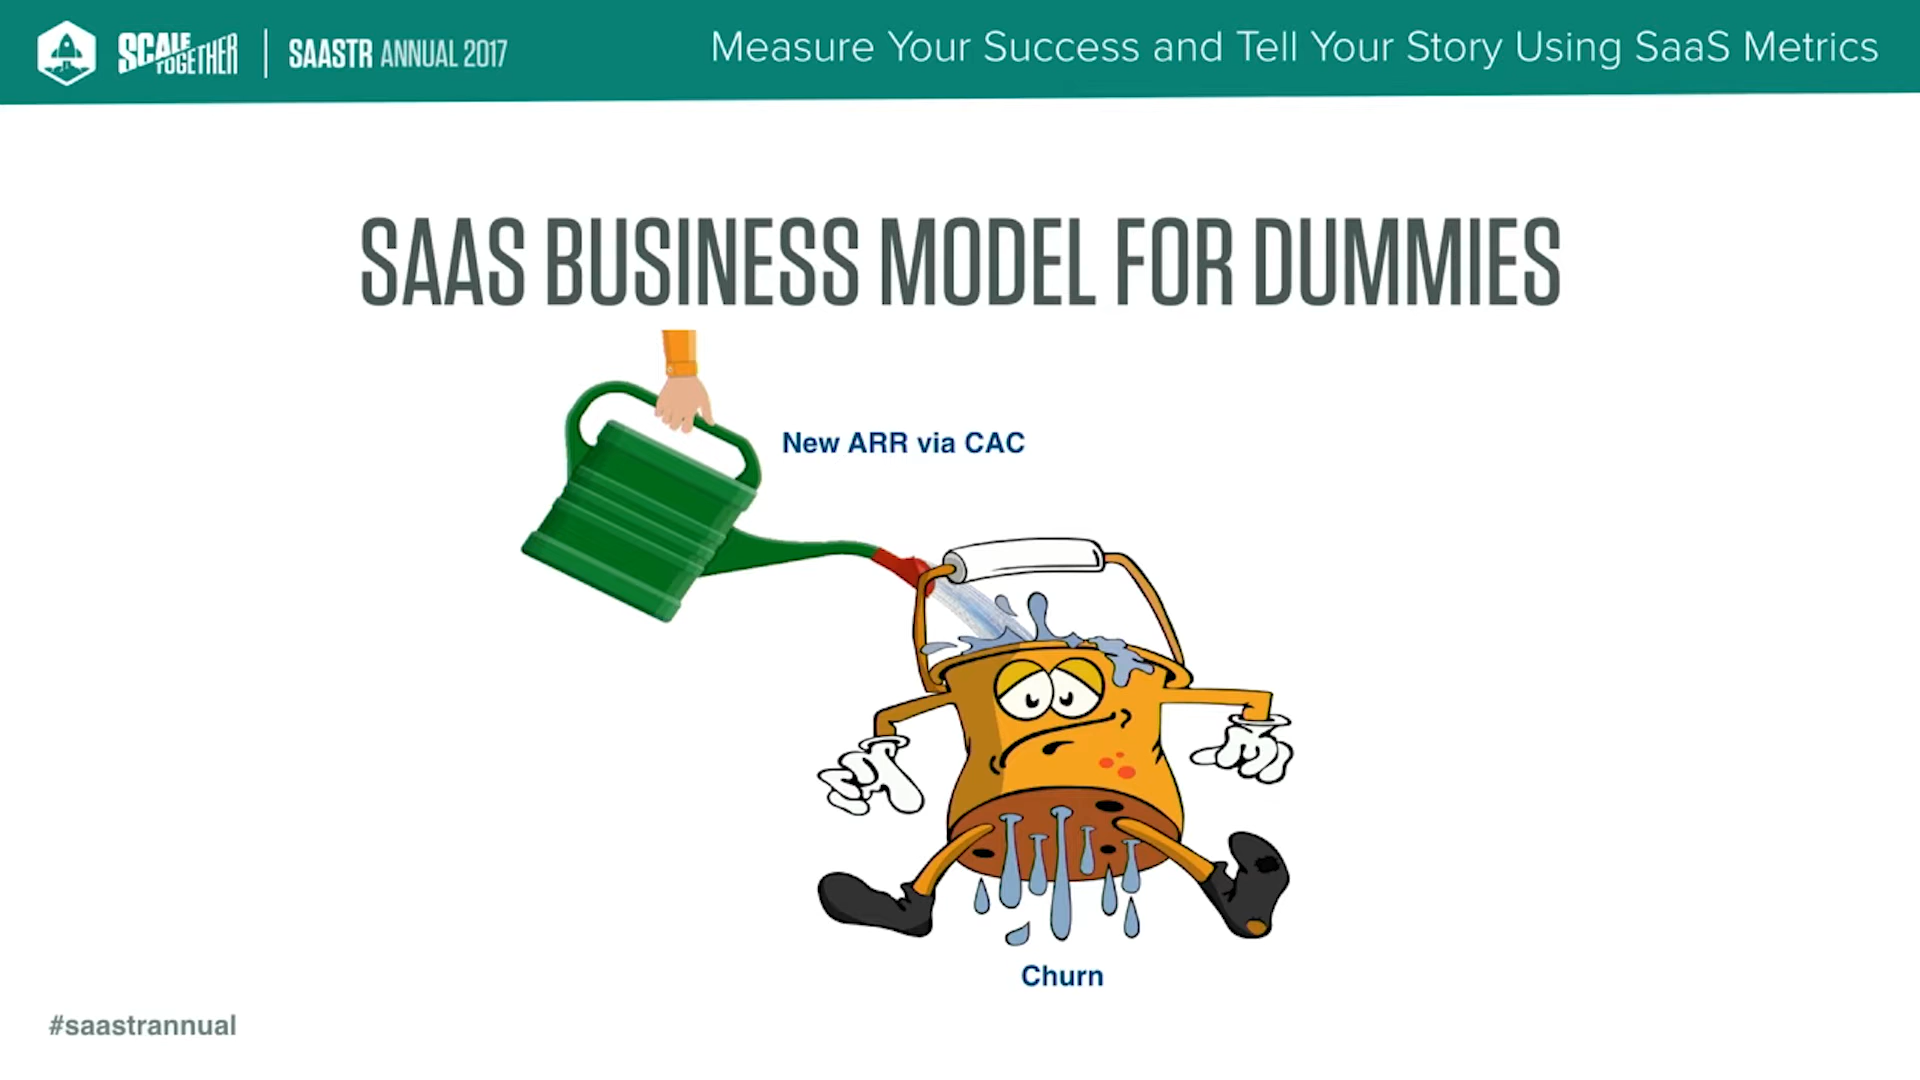 SCALE TOGETHER
SAASTR ANNUAL 2017
Measure Your Success and Tell Your Story Using SaaS Metrics
SAAS BUSINESS MODEL FOR DUMMIES
New ARR via CAC
Churn
#saastrannual